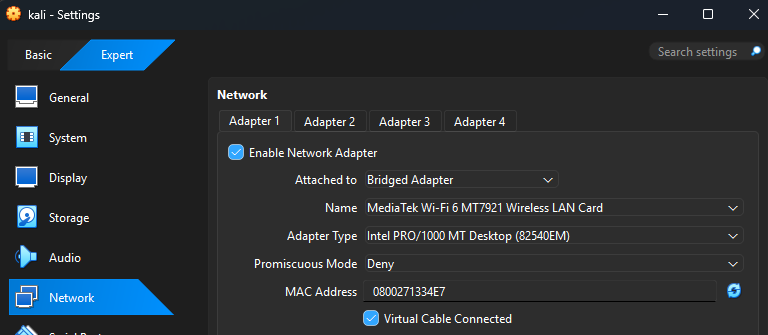 kali - Settings
Basic Expert
Search settings
General
System
Display
Storage
Audio
Network
Network
Adapter 1 Adapter 2 Adapter 3 Adapter 4
Enable Network Adapter
Attached to Bridged Adapter
Name MediaTek Wi-Fi 6 MT7921 Wireless LAN Card
Adapter Type Intel PRO/1000 MT Desktop (82540EM)
Promiscuous Mode Deny
MAC Address 0800271334E7
Virtual Cable Connected